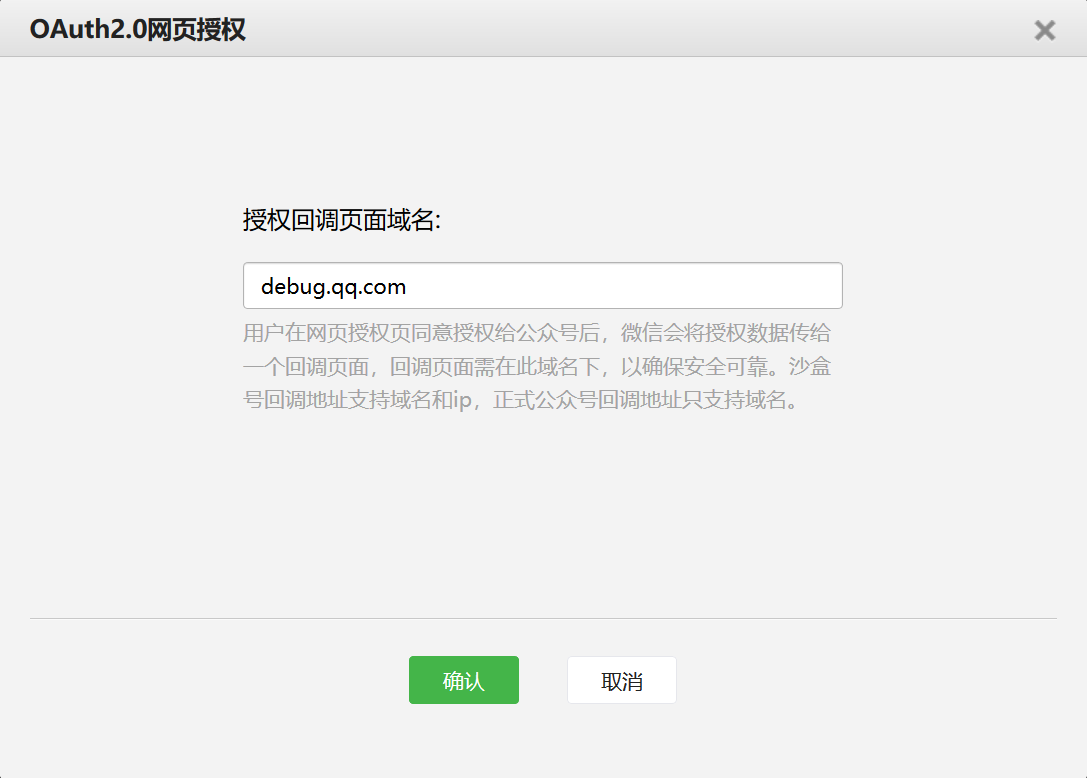 OAuth2.0网页授权
授权回调页面域名:
debug.qq.com
用户在网页授权页同意授权给公众号后，微信会将授权数据传给
一个回调页面，回调页面需在此域名下，以确保安全可靠。沙盒
号回调地址支持域名和ip，正式公众号回调地址只支持域名。
确认
取消